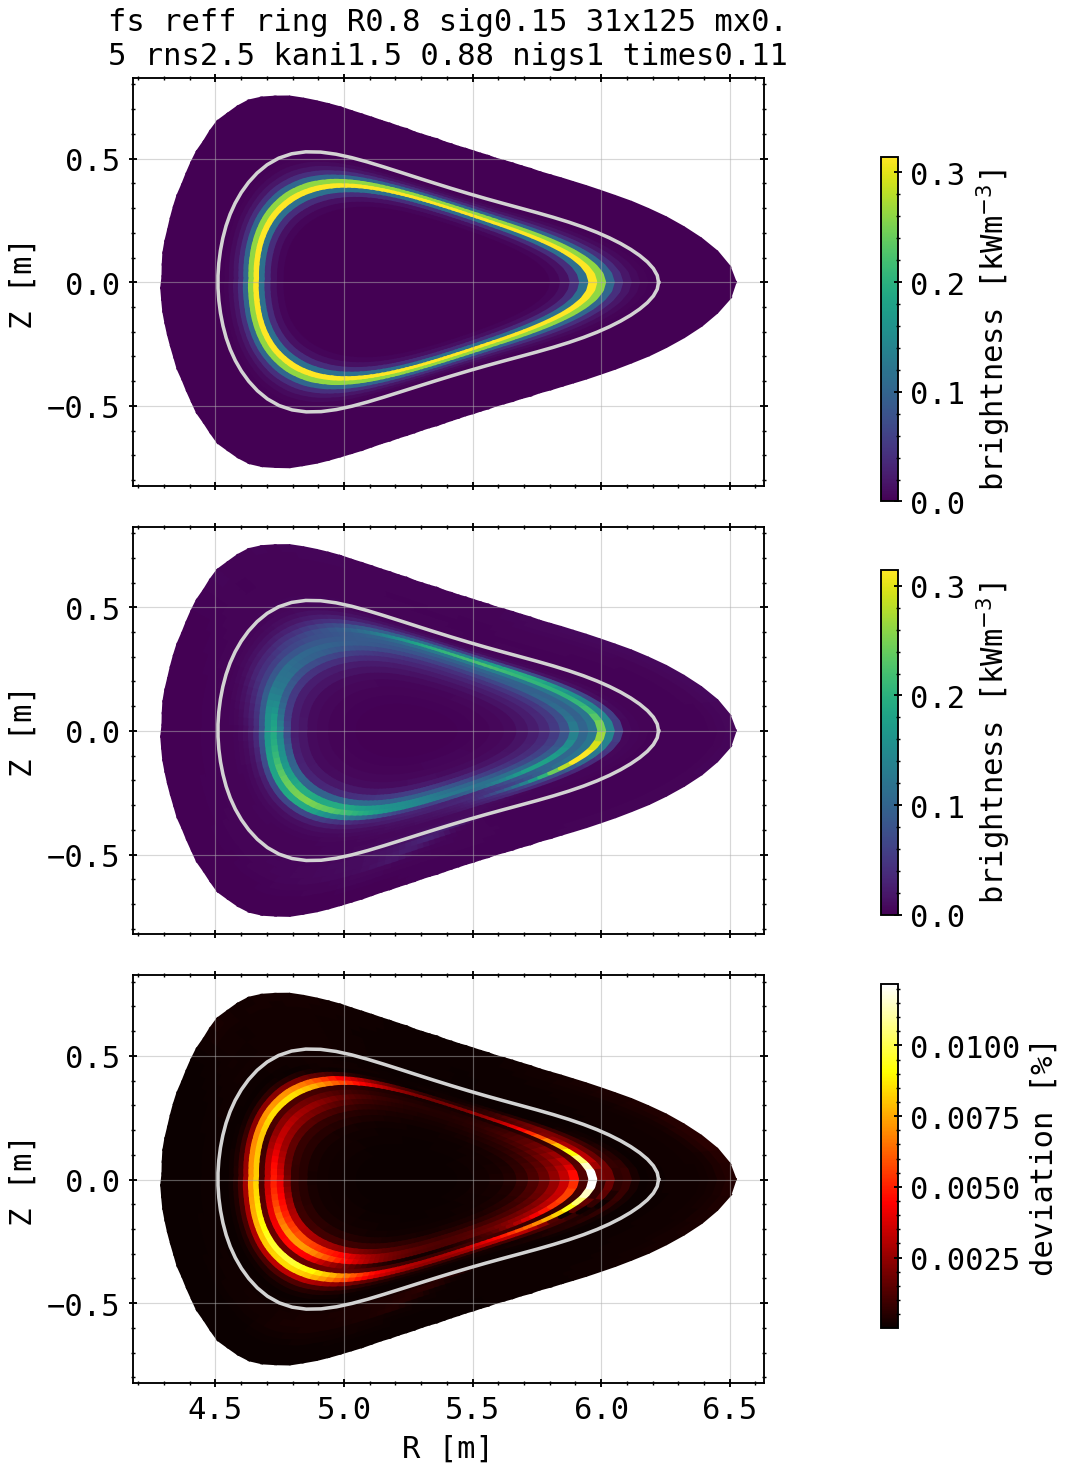 fs reff ring R0.8 sig0.15 31x125 mx0.
5 rns2.5 kani1.5 0.88 nigs1 times0.11
0.5
0.0
−0.5
Z [m]
0.3
0.2
0.1
0.0
brightness [kWm⁻³]
0.5
0.0
−0.5
Z [m]
0.3
0.2
0.1
0.0
brightness [kWm⁻³]
0.5
0.0
−0.5
Z [m]
0.0100
0.0075
0.0050
0.0025
deviation [%]
4.5 5.0 5.5 6.0 6.5
R [m]